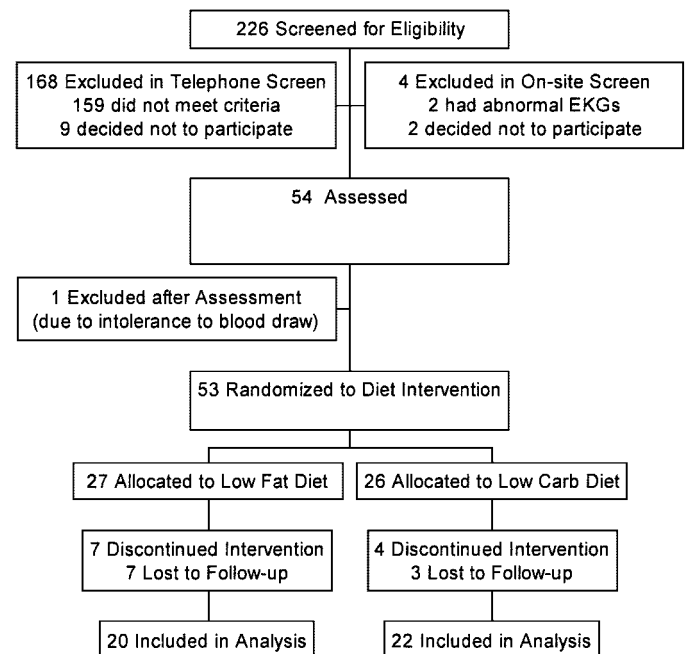 226 Screened for Eligibility
168 Excluded in Telephone Screen
159 did not meet criteria
9 decided not to participate
4 Excluded in On-site Screen
2 had abnormal EKGs
2 decided not to participate
54 Assessed
1 Excluded after Assessment
(due to intolerance to blood draw)
53 Randomized to Diet Intervention
27 Allocated to Low Fat Diet
26 Allocated to Low Carb Diet
7 Discontinued Intervention
7 Lost to Follow-up
4 Discontinued Intervention
3 Lost to Follow-up
20 Included in Analysis
22 Included in Analysis